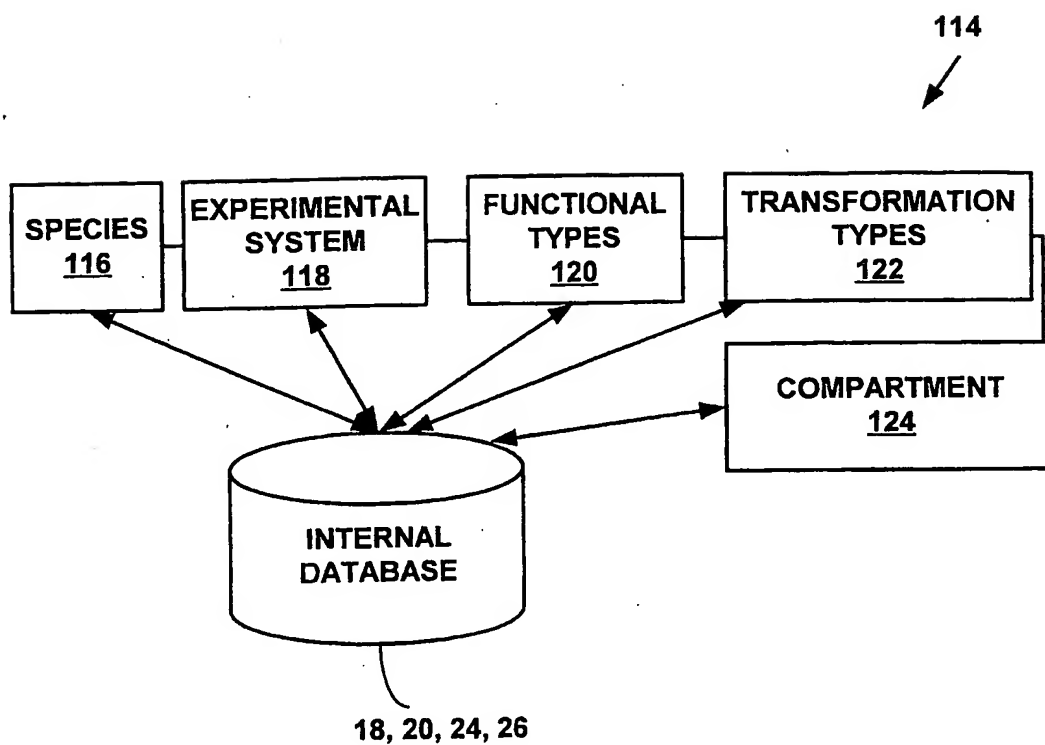 114
SPECIES
116
EXPERIMENTAL
SYSTEM
118
FUNCTIONAL
TYPES
120
TRANSFORMATION
TYPES
122
COMPARTMENT
124
INTERNAL
DATABASE
18, 20, 24, 26